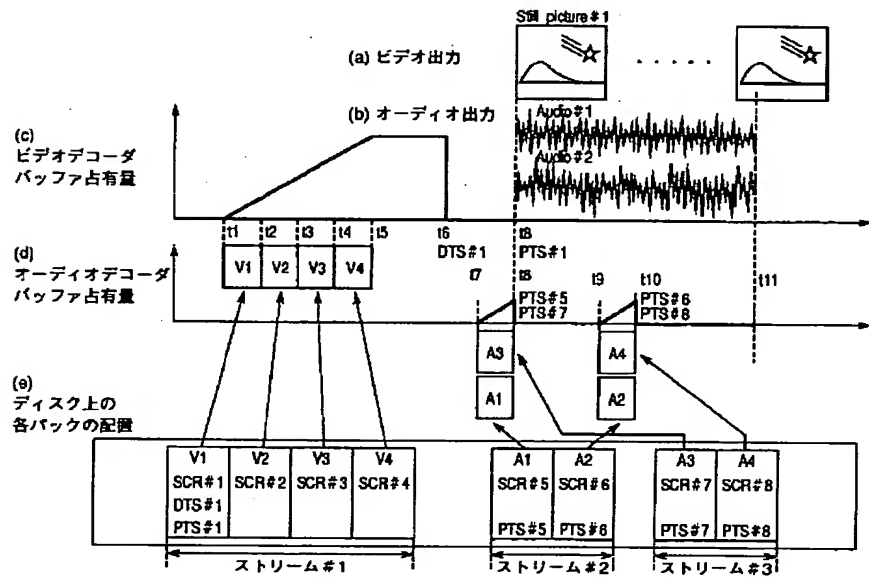 Still picture#1
(a) ビデオ出力
(b) オーディオ出力
Audio#1
Audio#2
(c)
ビデオデコーダ
バッファ占有量
t1 t2 t3 t4 t5 t6 t8
DTS#1 PTS#1
(d)
オーディオデコーダ
バッファ占有量
V1 V2 V3 V4
t7 t8 t9 t10 t11
PTS#5 PTS#6
PTS#7 PTS#8
A3 A4
A1 A2
(e)
ディスク上の
各パックの配置
V1 V2 V3 V4 A1 A2 A3 A4
SCR#1 SCR#2 SCR#3 SCR#4 SCR#5 SCR#6 SCR#7 SCR#8
DTS#1
PTS#1 PTS#5 PTS#6 PTS#7 PTS#8
ストリーム#1 ストリーム#2 ストリーム#3